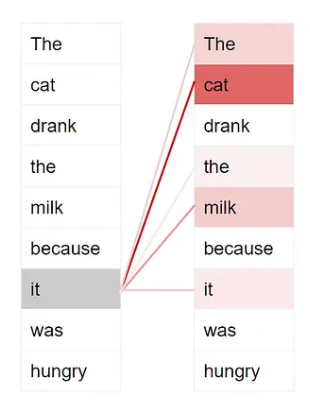 The The
cat cat
drank drank
the the
milk milk
because because
it it
was was
hungry hungry